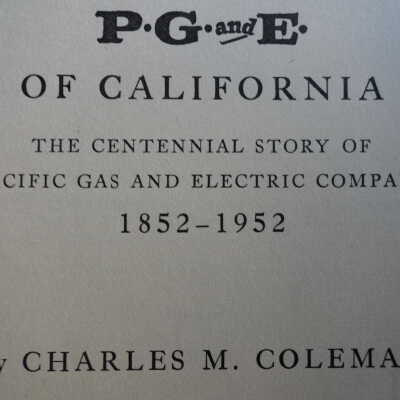 P·G·and E·
OF CALIFORNIA
THE CENTENNIAL STORY OF
CIFIC GAS AND ELECTRIC COMPA
1852–1952
y CHARLES M. COLEMA